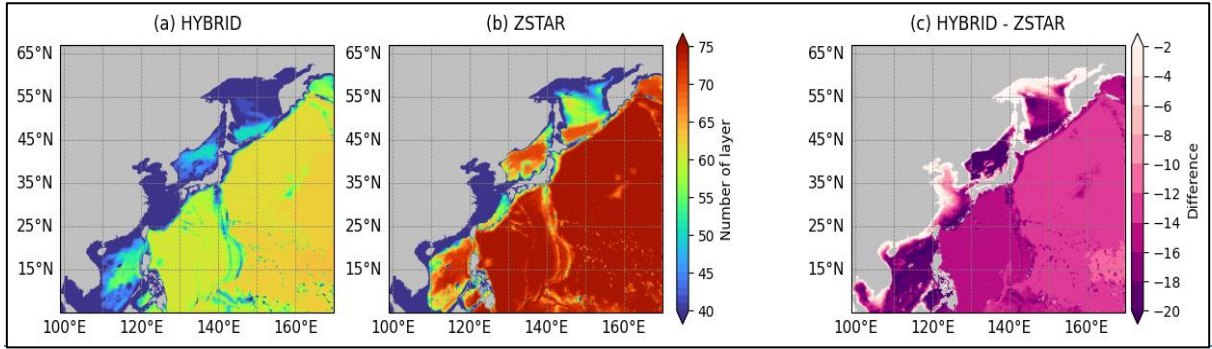 (a) HYBRID
(b) ZSTAR
(c) HYBRID - ZSTAR
65°N
55°N
45°N
35°N
25°N
15°N
100°E 120°E 140°E 160°E
65°N
55°N
45°N
35°N
25°N
15°N
100°E 120°E 140°E 160°E
75
70
65
60
55
50
45
40
Number of layer
65°N
55°N
45°N
35°N
25°N
15°N
100°E 120°E 140°E 160°E
−2
−4
−6
−8
−10
−12
−14
−16
−18
−20
Difference